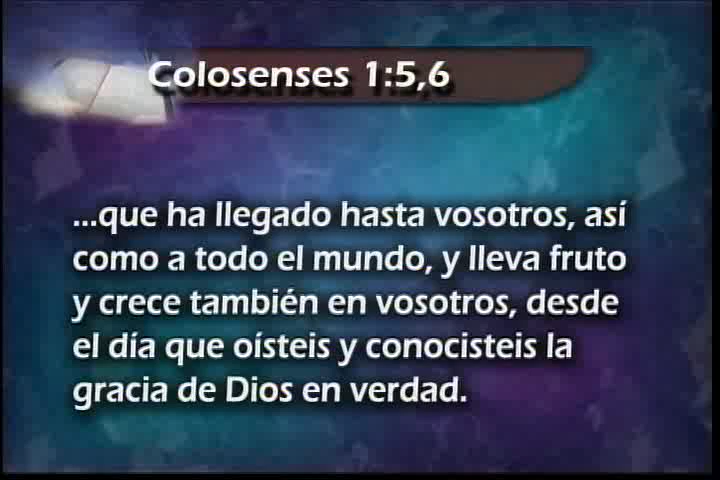 Colosenses 1:5,6
...que ha llegado hasta vosotros, así
como a todo el mundo, y lleva fruto
y crece también en vosotros, desde
el día que oísteis y conocisteis la
gracia de Dios en verdad.